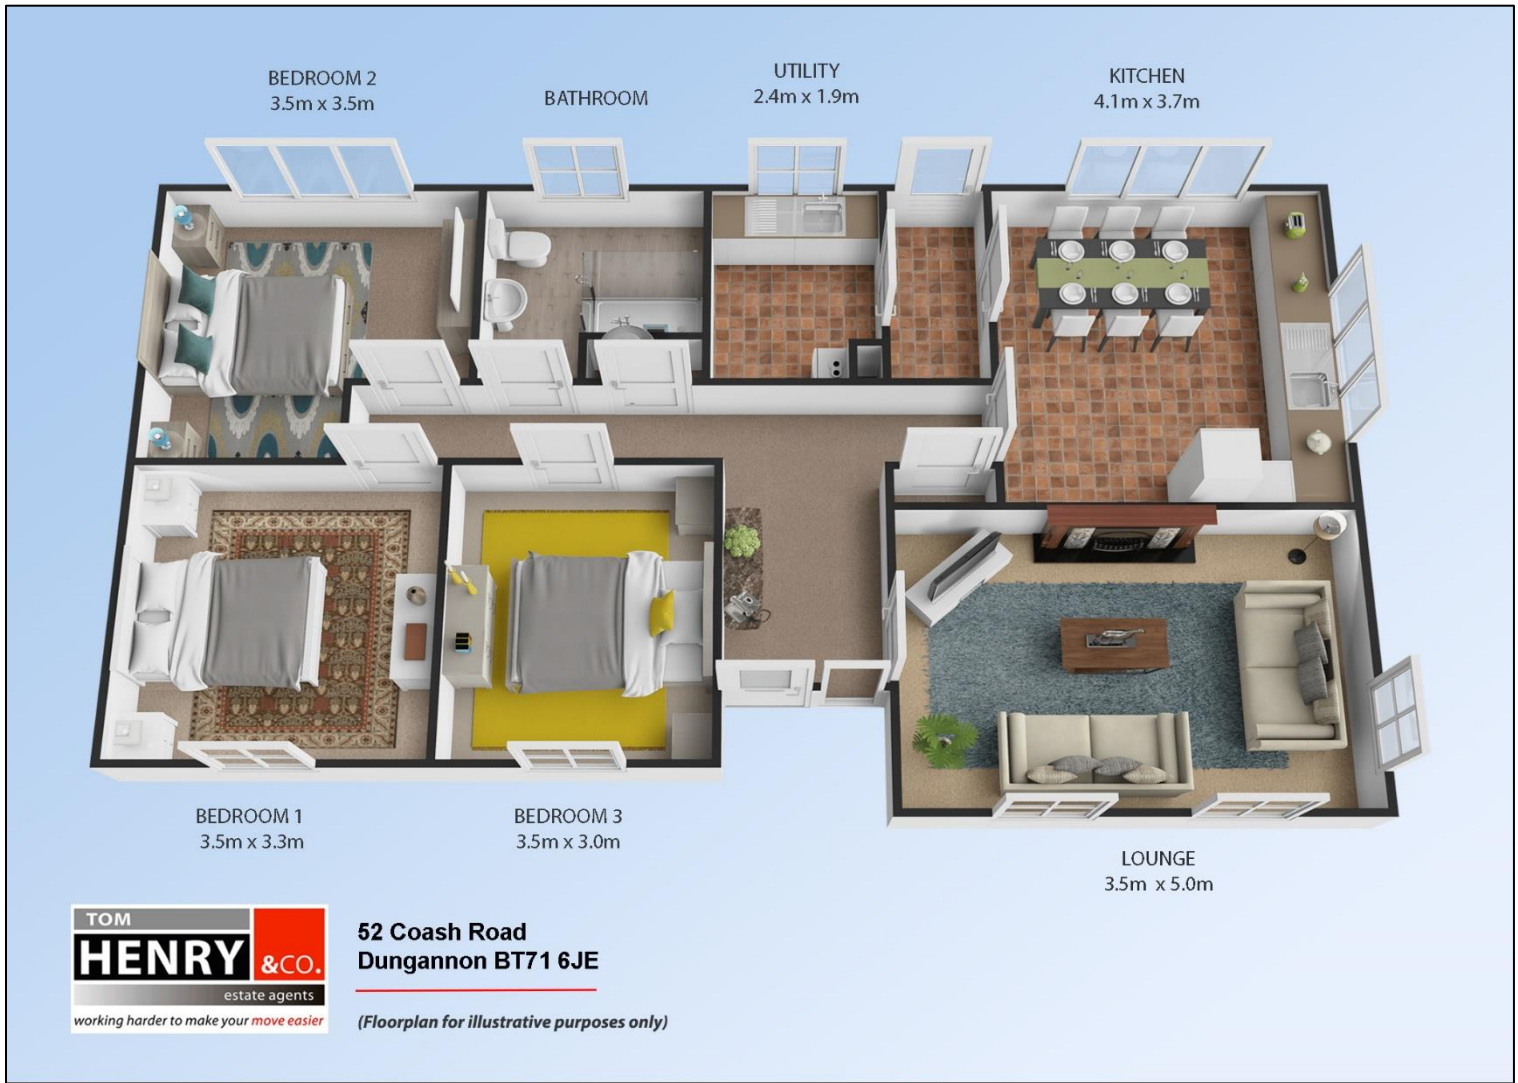 BEDROOM 2
3.5m x 3.5m
BATHROOM
UTILITY
2.4m x 1.9m
KITCHEN
4.1m x 3.7m
BEDROOM 1
3.5m x 3.3m
BEDROOM 3
3.5m x 3.0m
LOUNGE
3.5m x 5.0m
TOM
HENRY &CO.
estate agents
working harder to make your move easier
52 Coash Road
Dungannon BT71 6JE
(Floorplan for illustrative purposes only)